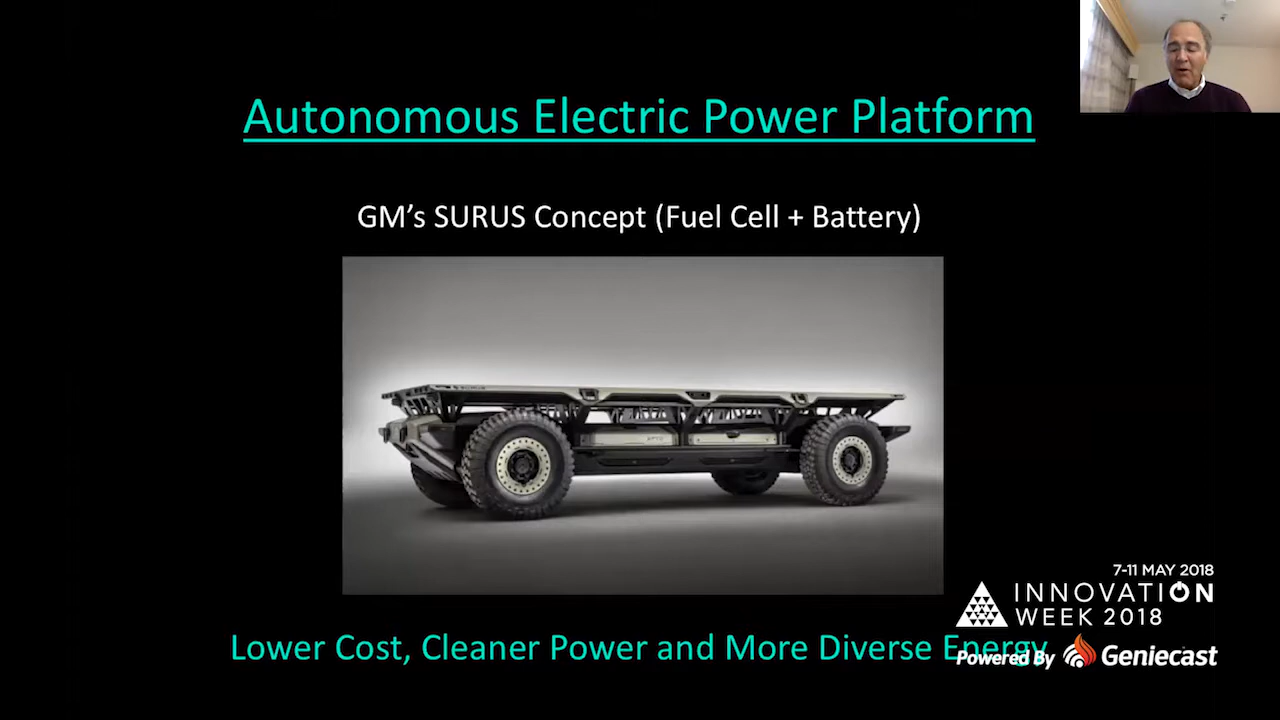 Autonomous Electric Power Platform
GM's SURUS Concept (Fuel Cell + Battery)
SURUS
7-11 MAY 2018
INNOVATION
WEEK 2018
Lower Cost, Cleaner Power and More Diverse Energy
Powered By Geniecast